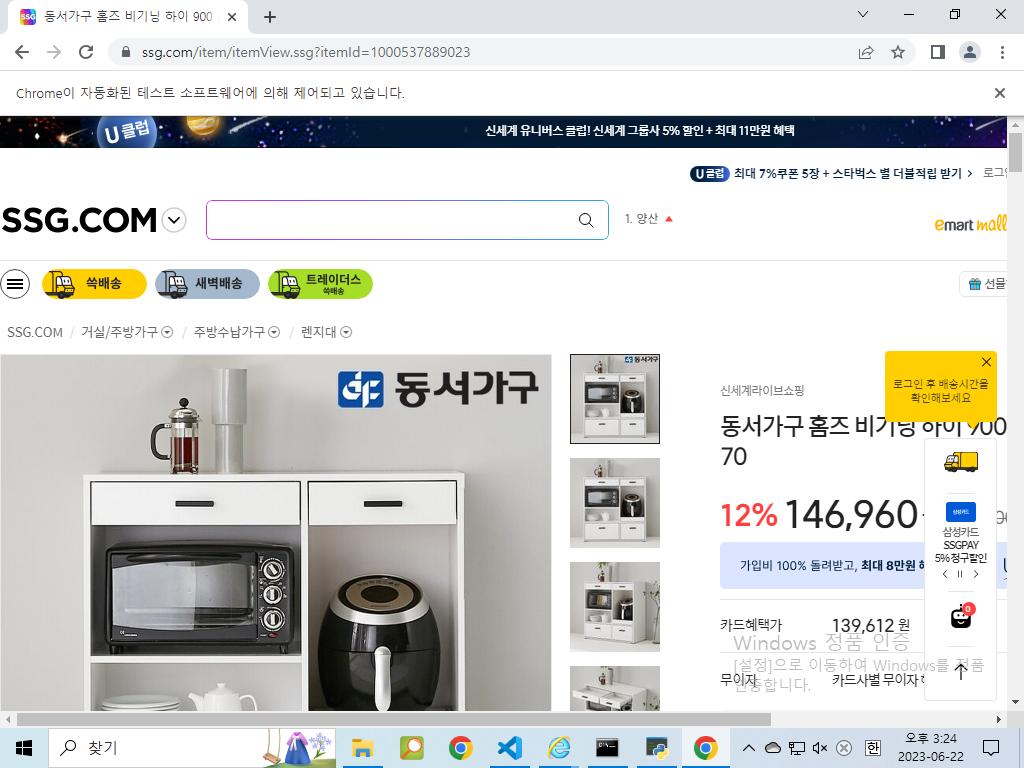 동서가구 홈즈 비기닝 하이 900
ssg.com/item/itemView.ssg?itemId=1000537889023
Chrome이 자동화된 테스트 소프트웨어에 의해 제어되고 있습니다.
U클럽
신세계 유니버스 클럽! 신세계 그룹사 5% 할인 + 최대 11만원 혜택
U클럽 최대 7%쿠폰 5장 + 스타벅스 별 더블적립 받기 >
SSG.COM
1. 양산
emart mall
쓱배송
새벽배송
트레이더스
쓱배송
선물
SSG.COM / 거실/주방가구 / 주방수납가구 / 렌지대
동서가구
동서가구
신세계라이브쇼핑
로그인 후 배송시간을
확인해보세요
동서가구 홈즈 비기닝 하이 900
70
12% 146,960
삼성카드
삼성카드
SSGPAY
5% 청구할인
가입비 100% 돌려받고, 최대 8만원
0
카드혜택가 139,612 원
Windows 정품 인증
[설정]으로 이동하여 Windows를 정품
인증합니다.
무이자 카드사별 무이자
찾기
오후 3:24
2023-06-22
한